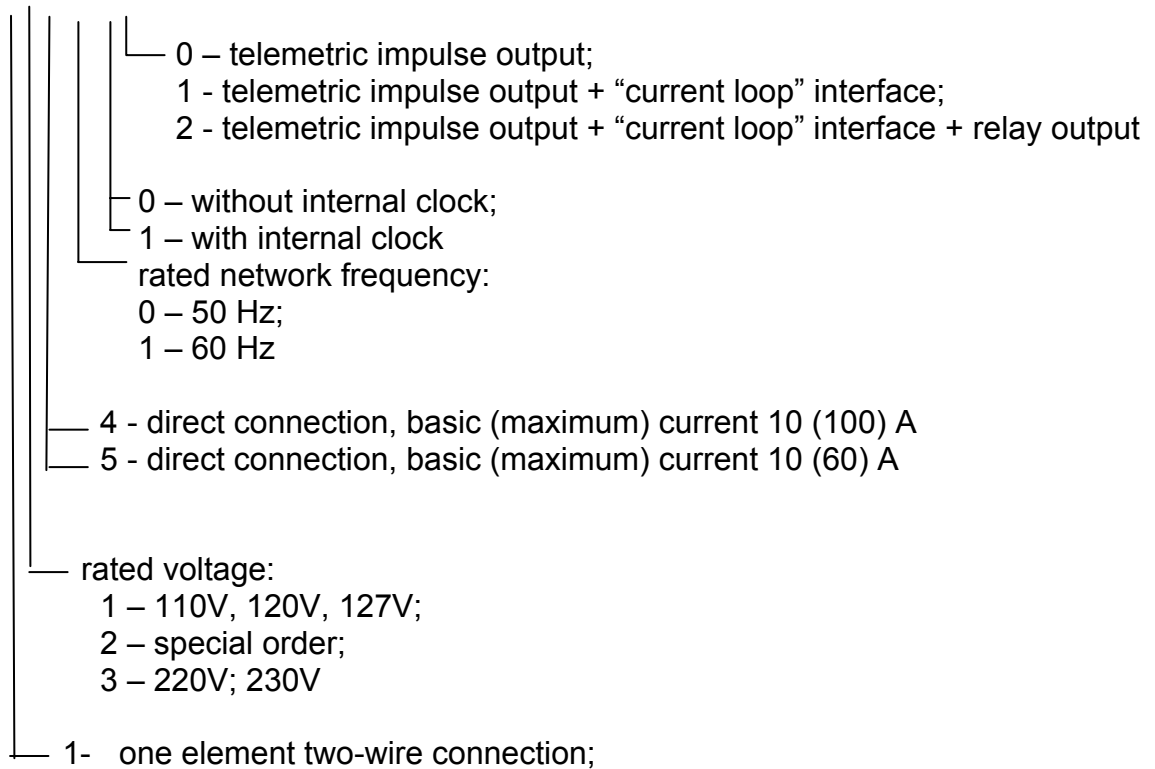 0 – telemetric impulse output;
1 - telemetric impulse output + “current loop” interface;
2 - telemetric impulse output + “current loop” interface + relay output
0 – without internal clock;
1 – with internal clock
rated network frequency:
0 – 50 Hz;
1 – 60 Hz
4 - direct connection, basic (maximum) current 10 (100) A
5 - direct connection, basic (maximum) current 10 (60) A
rated voltage:
1 – 110V, 120V, 127V;
2 – special order;
3 – 220V; 230V
1- one element two-wire connection;